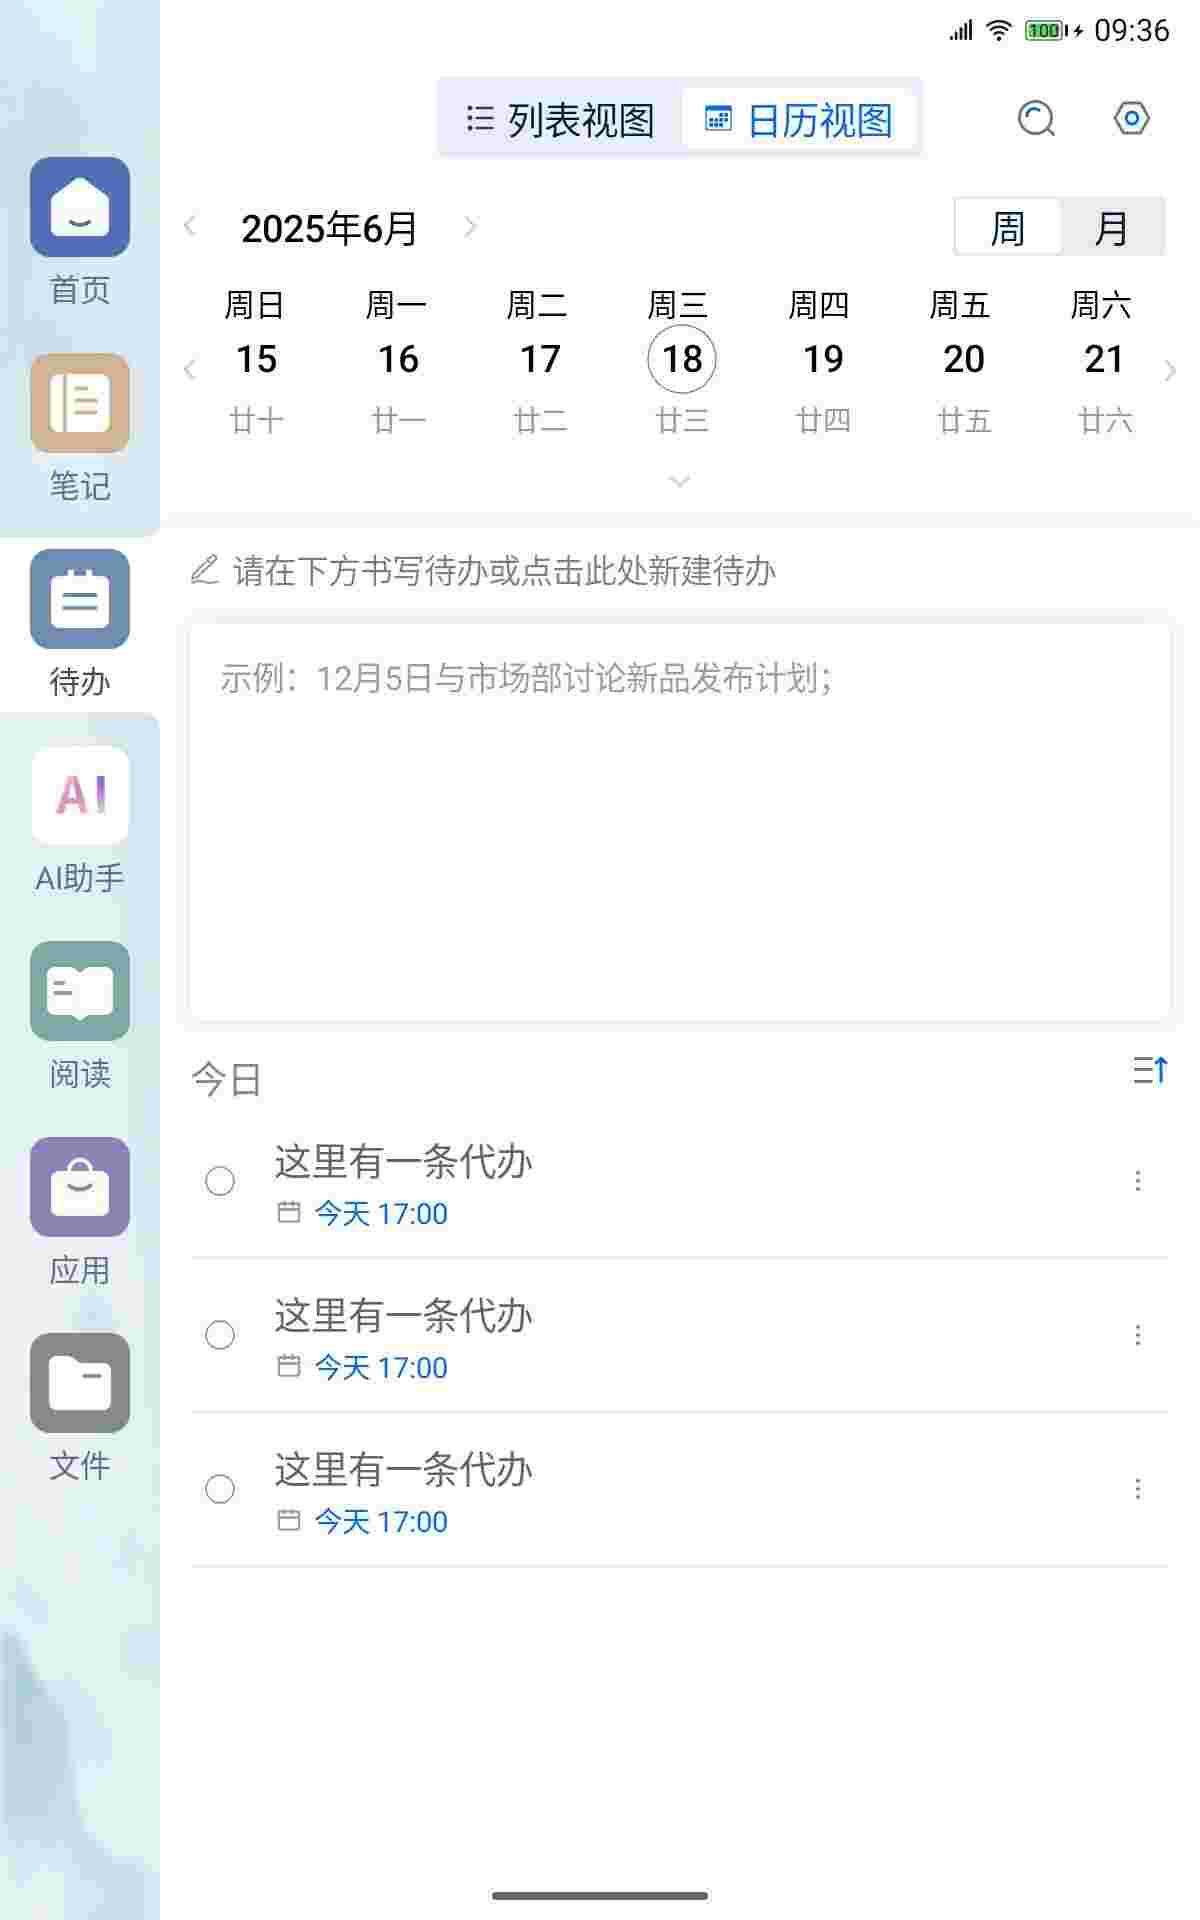 100 09:36
列表视图 日历视图
2025年6月 周 月
周日 周一 周二 周三 周四 周五 周六
15 16 17 18 19 20 21
廿十 廿一 廿二 廿三 廿四 廿五 廿六
请在下方书写待办或点击此处新建待办
示例：12月5日与市场部讨论新品发布计划；
今日
这里有一条代办
今天 17:00
这里有一条代办
今天 17:00
这里有一条代办
今天 17:00
首页
笔记
待办
AI
AI助手
阅读
应用
文件